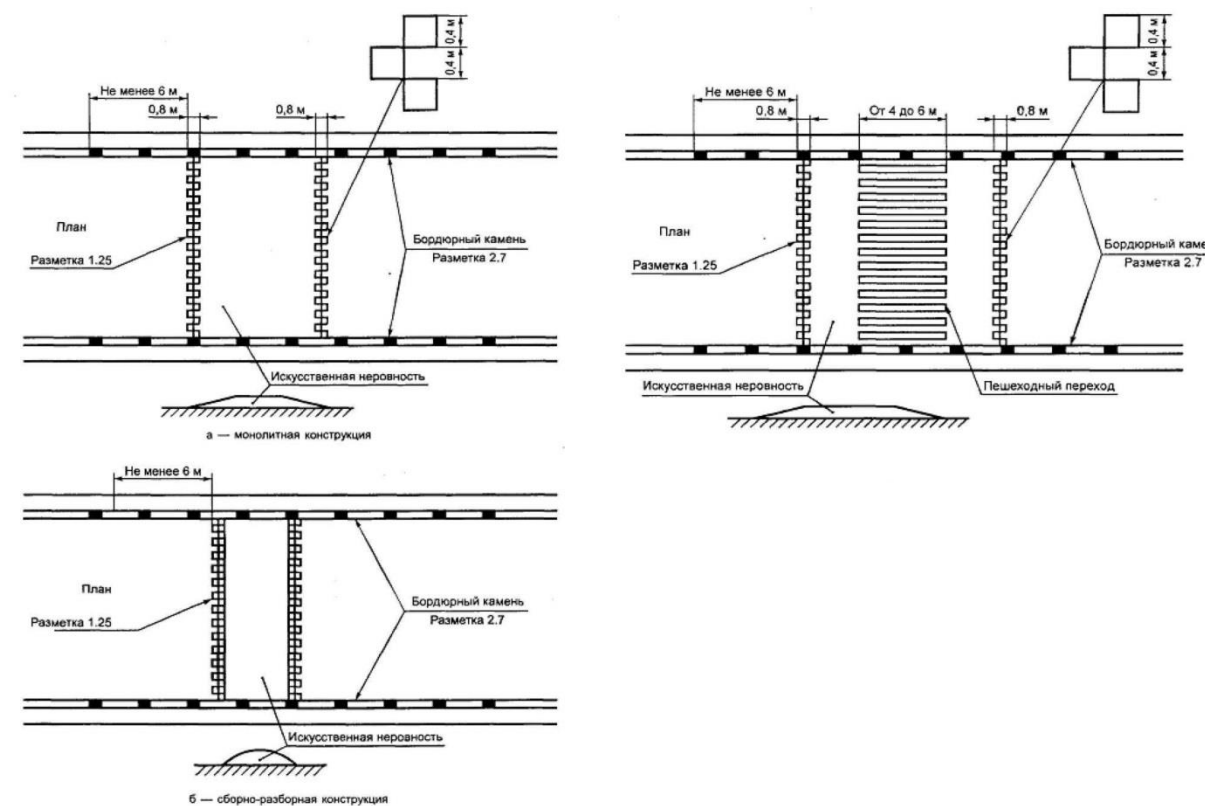 0,4 м
0,4 м
Не менее 6 м
0,8 м
0,8 м
План
Разметка 1.25
Бордюрный камень
Разметка 2.7
Искусственная неровность
а — монолитная конструкция
0,4 м
0,4 м
Не менее 6 м
0,8 м
От 4 до 6 м
0,8 м
План
Разметка 1.25
Бордюрный каме
Разметка 2.7
Искусственная неровность
Пешеходный переход
Не менее 6 м
План
Разметка 1.25
Бордюрный камень
Разметка 2.7
Искусственная неровность
б — сборно-разборная конструкция